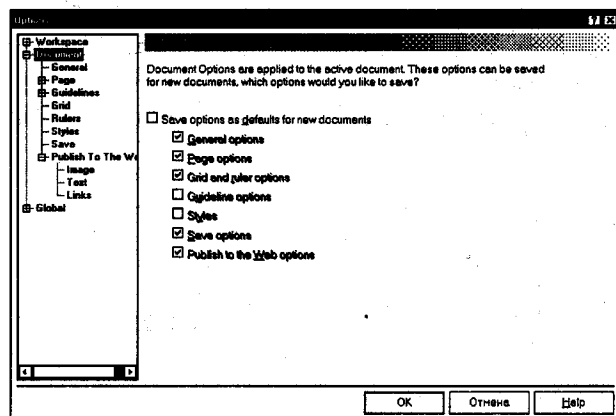 Options
Workspace
Document
General
Page
Guidelines
Grid
Rulers
Styles
Save
Publish To The We
Image
Text
Links
Global
Document Options are applied to the active document. These options can be saved
for new documents, which options would you like to save?
Save options as defaults for new documents
General options
Page options
Grid and ruler options
Guideline options
Styles
Save options
Publish to the Web options
OK
Отмена
Help